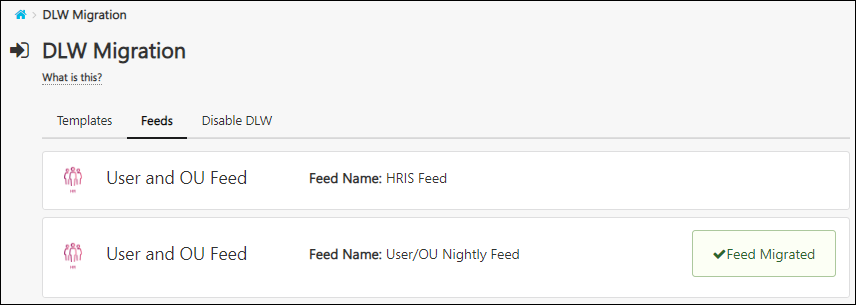 DLW Migration
DLW Migration
What is this?
Templates Feeds Disable DLW
User and OU Feed Feed Name: HRIS Feed
User and OU Feed Feed Name: User/OU Nightly Feed Feed Migrated